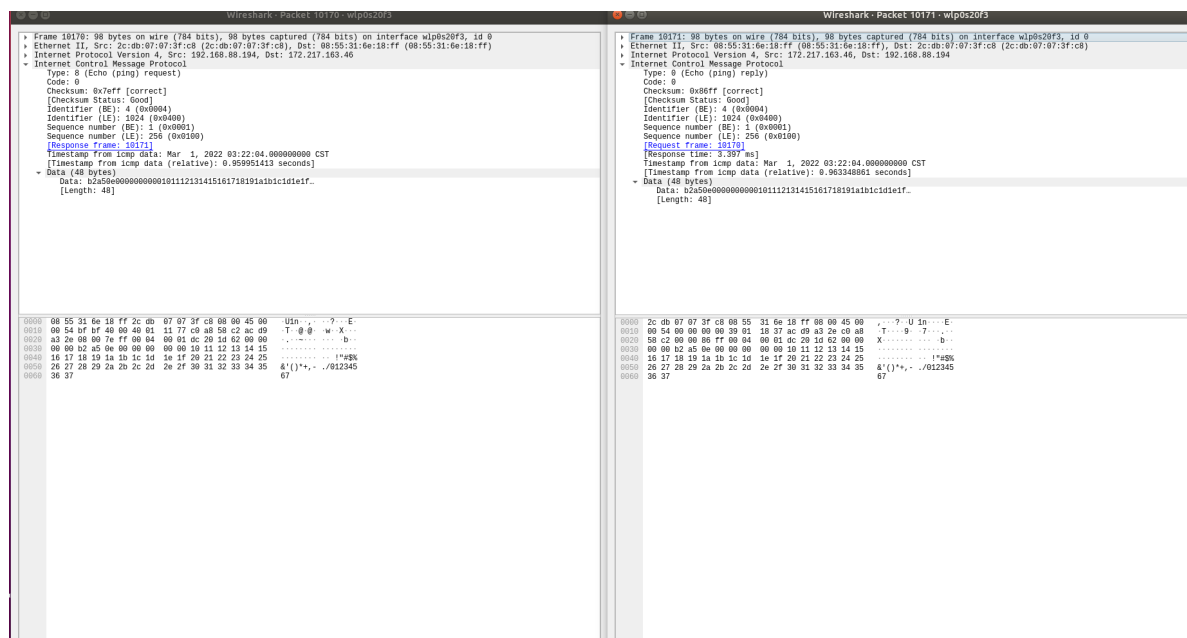 Wireshark · Packet 10170 · wlp0s20f3
Frame 10170: 98 bytes on wire (784 bits), 98 bytes captured (784 bits) on interface wlp0s20f3, id 0
Ethernet II, Src: 2c:db:07:07:3f:c8 (2c:db:07:07:3f:c8), Dst: 08:55:31:6e:18:ff (08:55:31:6e:18:ff)
Internet Protocol Version 4, Src: 192.168.88.194, Dst: 172.217.163.46
Internet Control Message Protocol
Type: 8 (Echo (ping) request)
Code: 0
Checksum: 0x7eff [correct]
[Checksum Status: Good]
Identifier (BE): 4 (0x0004)
Identifier (LE): 1024 (0x0400)
Sequence number (BE): 1 (0x0001)
Sequence number (LE): 256 (0x0100)
[Response frame: 10171]
Timestamp from icmp data: Mar 1, 2022 03:22:04.000000000 CST
[Timestamp from icmp data (relative): 0.959951413 seconds]
Data (48 bytes)
Data: b2a50e0000000000101112131415161718191a1b1c1d1e1f…
[Length: 48]
0000 08 55 31 6e 18 ff 2c db 07 07 3f c8 08 00 45 00 ·U1n··,· ··?···E·
0010 00 54 bf bf 40 00 40 01 11 77 c0 a8 58 c2 ac d9 ·T··@·@· ·w··X···
0020 a3 2e 08 00 7e ff 00 04 00 01 dc 20 1d 62 00 00 ·.··~··· ··· ·b··
0030 00 00 b2 a5 0e 00 00 00 00 00 10 11 12 13 14 15 ········ ········
0040 16 17 18 19 1a 1b 1c 1d 1e 1f 20 21 22 23 24 25 ········ ·· !"#$%
0050 26 27 28 29 2a 2b 2c 2d 2e 2f 30 31 32 33 34 35 &'()*+,- ./012345
0060 36 37 67
Wireshark · Packet 10171 · wlp0s20f3
Frame 10171: 98 bytes on wire (784 bits), 98 bytes captured (784 bits) on interface wlp0s20f3, id 0
Ethernet II, Src: 08:55:31:6e:18:ff (08:55:31:6e:18:ff), Dst: 2c:db:07:07:3f:c8 (2c:db:07:07:3f:c8)
Internet Protocol Version 4, Src: 172.217.163.46, Dst: 192.168.88.194
Internet Control Message Protocol
Type: 0 (Echo (ping) reply)
Code: 0
Checksum: 0x86ff [correct]
[Checksum Status: Good]
Identifier (BE): 4 (0x0004)
Identifier (LE): 1024 (0x0400)
Sequence number (BE): 1 (0x0001)
Sequence number (LE): 256 (0x0100)
[Request frame: 10170]
[Response time: 3.397 ms]
Timestamp from icmp data: Mar 1, 2022 03:22:04.000000000 CST
[Timestamp from icmp data (relative): 0.963348861 seconds]
Data (48 bytes)
Data: b2a50e0000000000101112131415161718191a1b1c1d1e1f…
[Length: 48]
0000 2c db 07 07 3f c8 08 55 31 6e 18 ff 08 00 45 00 ,···?··U 1n····E·
0010 00 54 00 00 00 00 39 01 18 37 ac d9 a3 2e c0 a8 ·T····9· ·7···.··
0020 58 c2 00 00 86 ff 00 04 00 01 dc 20 1d 62 00 00 X······· ··· ·b··
0030 00 00 b2 a5 0e 00 00 00 00 00 10 11 12 13 14 15 ········ ········
0040 16 17 18 19 1a 1b 1c 1d 1e 1f 20 21 22 23 24 25 ········ ·· !"#$%
0050 26 27 28 29 2a 2b 2c 2d 2e 2f 30 31 32 33 34 35 &'()*+,- ./012345
0060 36 37 67